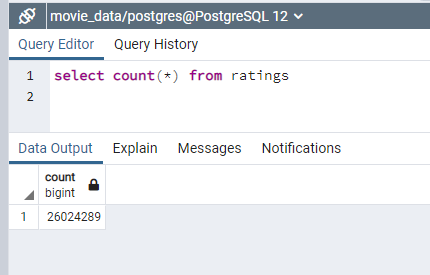 movie_data/postgres@PostgreSQL 12
Query Editor Query History
1 select count(*) from ratings
2
Data Output Explain Messages Notifications
count
bigint
1 26024289